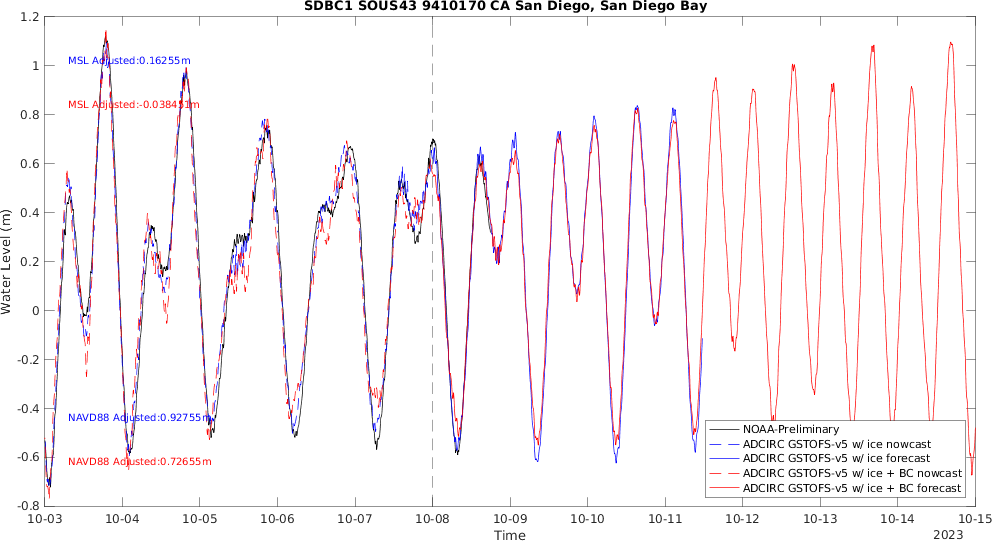 SDBC1 SOUS43 9410170 CA San Diego, San Diego Bay
1.2
1
0.8
0.6
0.4
0.2
0
-0.2
-0.4
-0.6
-0.8
Water Level (m)
MSL Adjusted:0.16255m
MSL Adjusted:-0.038451m
NAVD88 Adjusted:0.92755m
NAVD88 Adjusted:0.72655m
NOAA-Preliminary
ADCIRC GSTOFS-v5 w/ ice nowcast
ADCIRC GSTOFS-v5 w/ ice forecast
ADCIRC GSTOFS-v5 w/ ice + BC nowcast
ADCIRC GSTOFS-v5 w/ ice + BC forecast
10-03 10-04 10-05 10-06 10-07 10-08 10-09 10-10 10-11 10-12 10-13 10-14 10-15
Time
2023